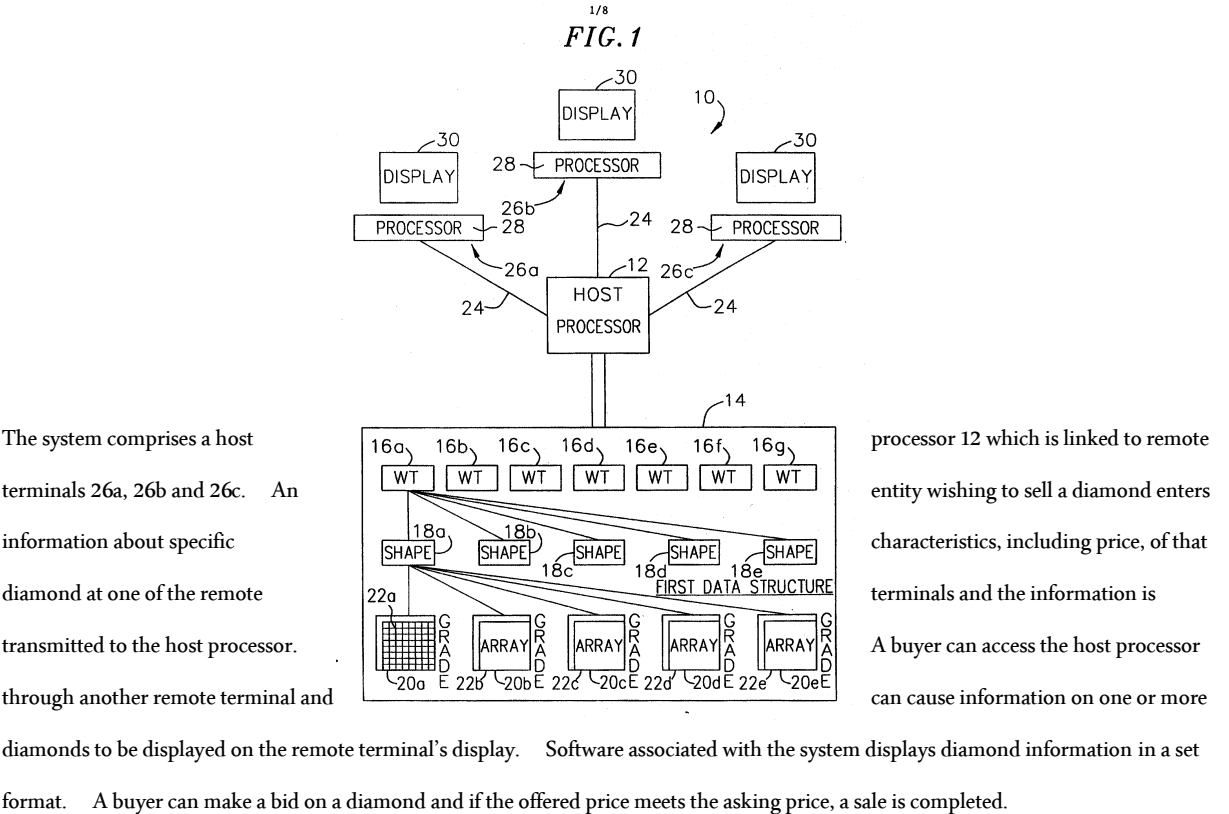 1/8
FIG. 1
30
DISPLAY
10
30
DISPLAY
28 PROCESSOR
30
DISPLAY
26b
PROCESSOR 28
24
28 PROCESSOR
26a
12
26c
24
HOST
PROCESSOR
24
14
The system comprises a host processor 12 which is linked to remote
16a 16b 16c 16d 16e 16f 16g
WT WT WT WT WT WT WT
terminals 26a, 26b and 26c. An entity wishing to sell a diamond enters
18a 18b
information about specific characteristics, including price, of that
SHAPE SHAPE SHAPE SHAPE SHAPE
18c 18d 18e
FIRST DATA STRUCTURE
diamond at one of the remote terminals and the information is
22a
GRADE GRADE GRADE GRADE GRADE
transmitted to the host processor. A buyer can access the host processor
ARRAY ARRAY ARRAY ARRAY
20a 22b 20b 22c 20c 22d 20d 22e 20e
through another remote terminal and can cause information on one or more
diamonds to be displayed on the remote terminal's display. Software associated with the system displays diamond information in a set
format. A buyer can make a bid on a diamond and if the offered price meets the asking price, a sale is completed.